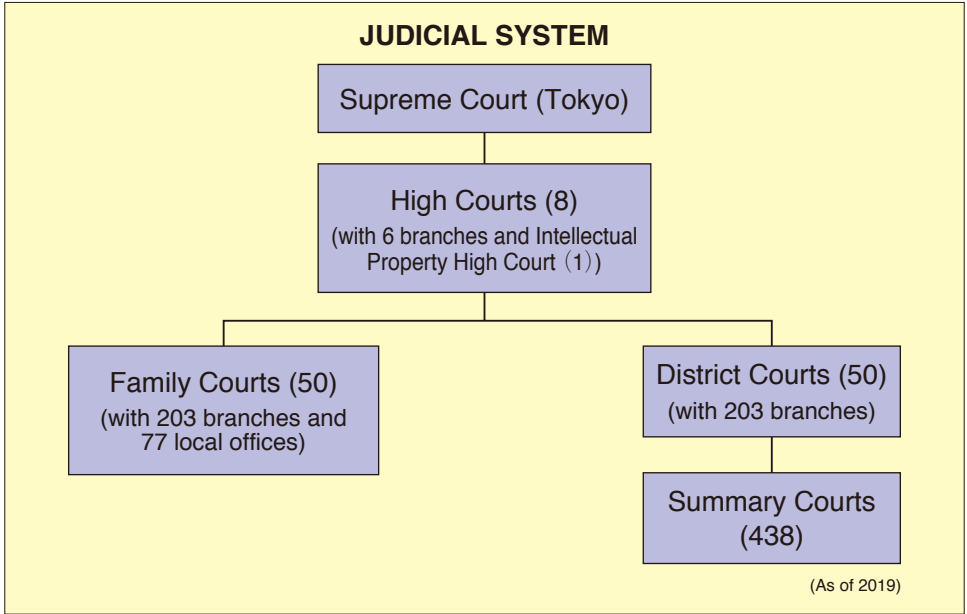 JUDICIAL SYSTEM
Supreme Court (Tokyo)
High Courts (8)
(with 6 branches and Intellectual
Property High Court（1）)
Family Courts (50)
(with 203 branches and
77 local offices)
District Courts (50)
(with 203 branches)
Summary Courts
(438)
(As of 2019)